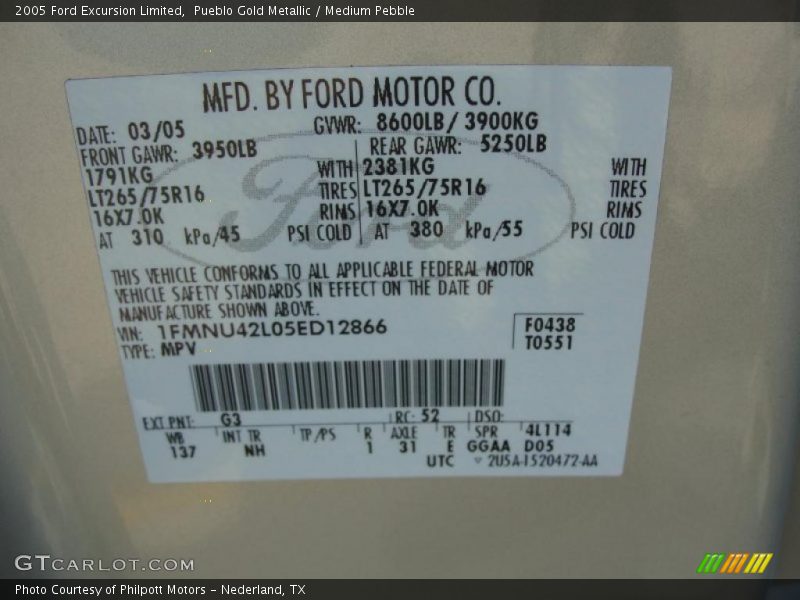 2005 Ford Excursion Limited, Pueblo Gold Metallic / Medium Pebble
MFD. BY FORD MOTOR CO.
DATE: 03/05 GVWR: 8600LB/ 3900KG
FRONT GAWR: 3950LB REAR GAWR: 5250LB
1791KG WITH 2381KG WITH
LT265/75R16 TIRES LT265/75R16 TIRES
16X7.0K RIMS 16X7.0K RIMS
AT 310 kPa/45 PSI COLD AT 380 kPa/55 PSI COLD
Ford
THIS VEHICLE CONFORMS TO ALL APPLICABLE FEDERAL MOTOR
VEHICLE SAFETY STANDARDS IN EFFECT ON THE DATE OF
MANUFACTURE SHOWN ABOVE.
VIN: 1FMNU42L05ED12866 F0438
TYPE: MPV T0551
EXT PNT: G3 RC: 52 DSO:
WB INT TR TP/PS R AXLE TR SPR 4L114
137 NH 1 31 E GGAA D05
UTC 2U5A-1520472-AA
GTCARLOT.COM
Photo Courtesy of Philpott Motors - Nederland, TX